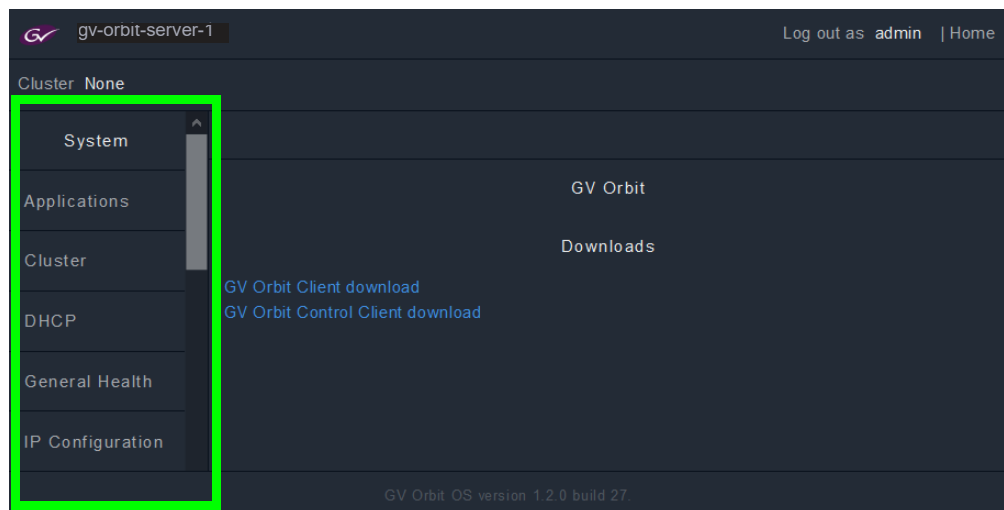 GV gv-orbit-server-1 Log out as admin | Home
Cluster None
System
Applications
Cluster
DHCP
General Health
IP Configuration
GV Orbit
Downloads
GV Orbit Client download
GV Orbit Control Client download
GV Orbit OS version 1.2.0 build 27.